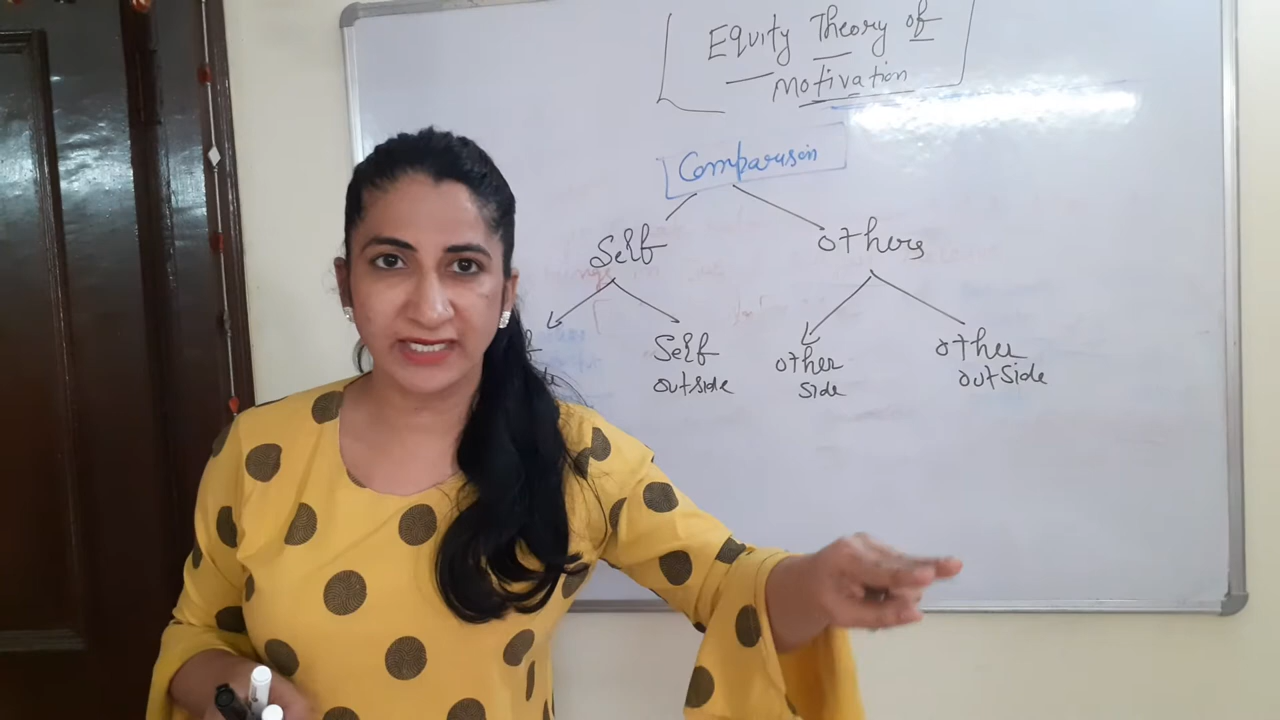 Equity Theory of
Motivation
Comparison
Self
others
Self
outside
other
side
other
outside